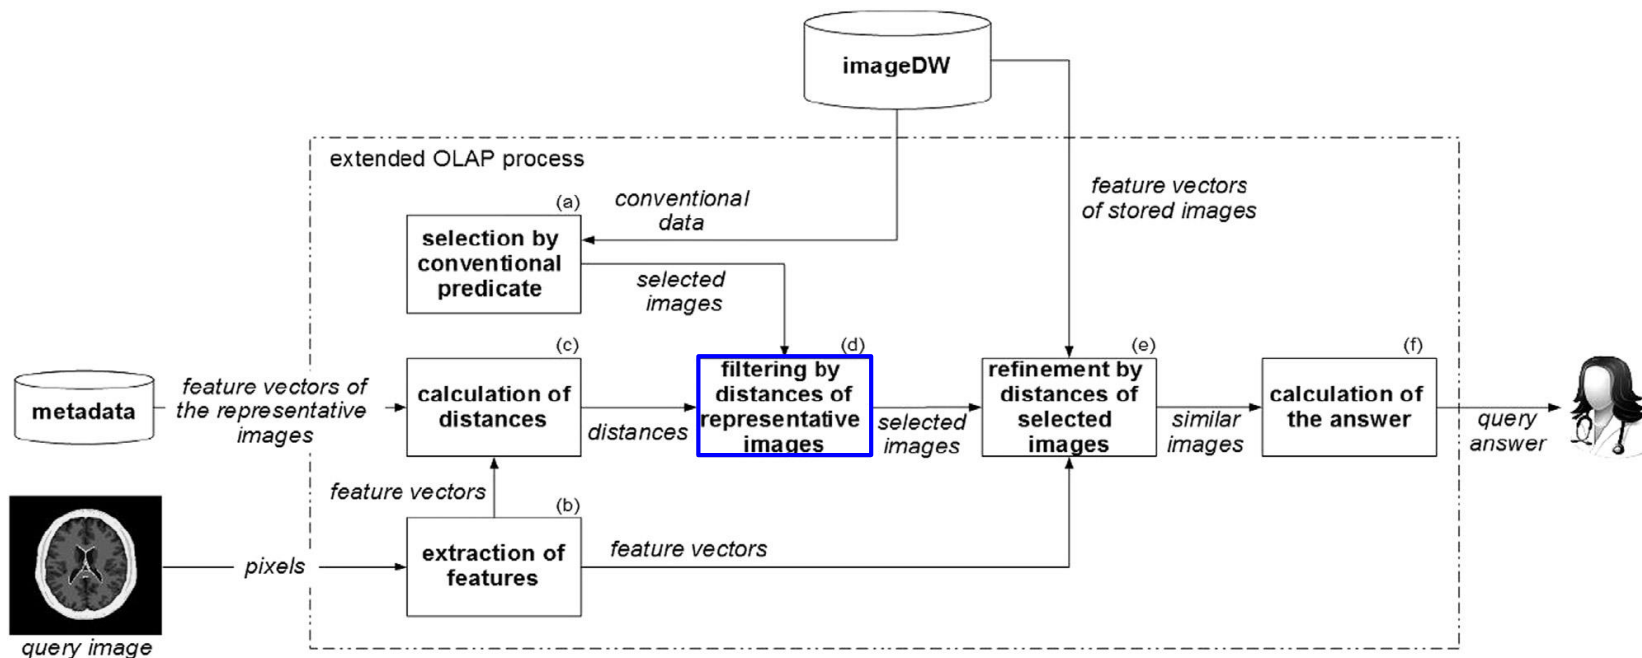 imageDW
extended OLAP process
(a)
conventional
data
feature vectors
of stored images
selection by
conventional
predicate
selected
images
(c)
(d)
(e)
(f)
metadata
feature vectors of
the representative
images
calculation of
distances
distances
filtering by
distances of
representative
images
selected
images
refinement by
distances of
selected
images
similar
images
calculation of
the answer
query
answer
feature vectors
(b)
pixels
extraction of
features
feature vectors
query image